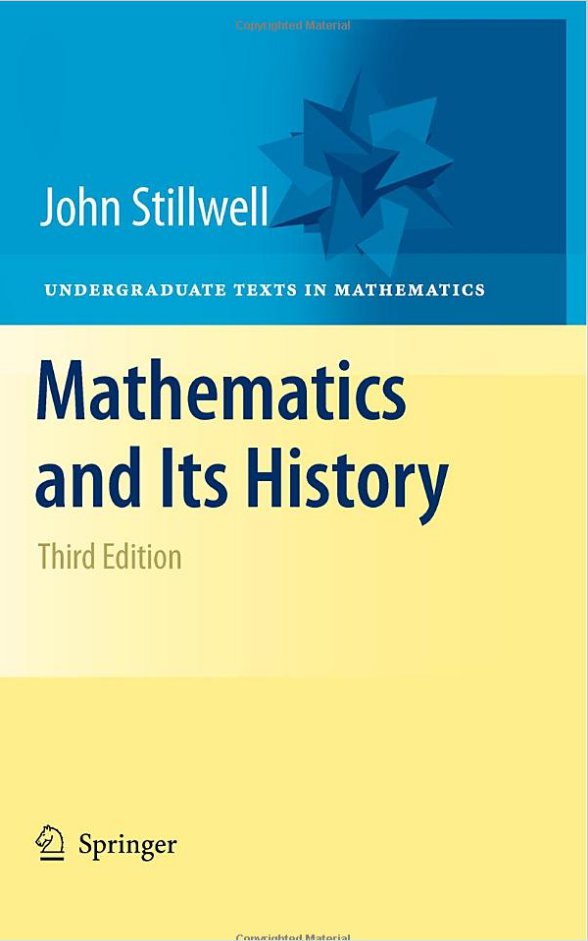 Copyrighted Material
John Stillwell
UNDERGRADUATE TEXTS IN MATHEMATICS
Mathematics
and Its History
Third Edition
Springer
Copyrighted Material